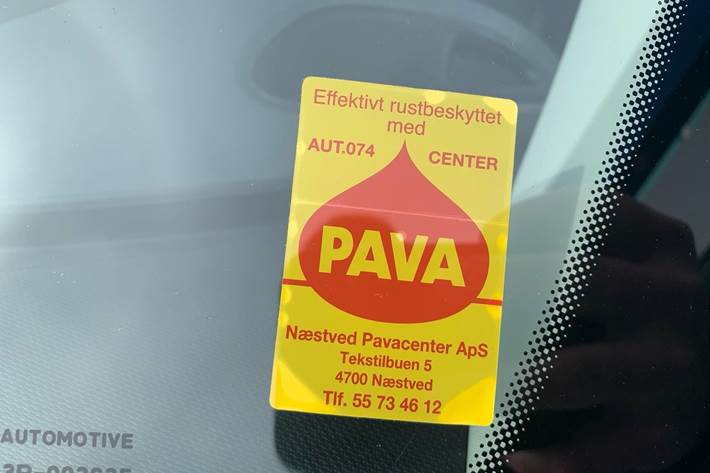 Effektivt rustbeskyttet
med
AUT.074 CENTER
PAVA
Næstved Pavacenter ApS
Tekstilbuen 5
4700 Næstved
Tlf. 55 73 46 12
AUTOMOTIVE